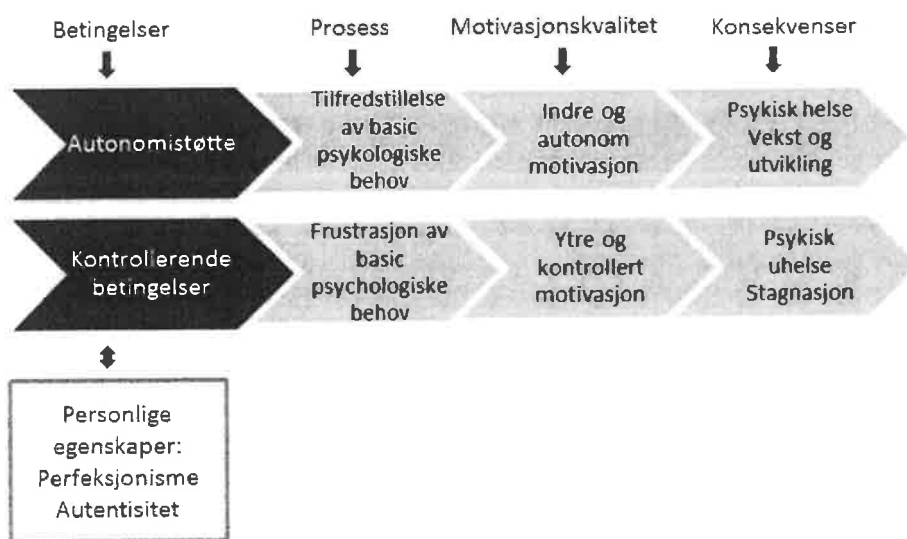 Betingelser
Prosess
Motivasjonskvalitet
Konsekvenser
Autonomistøtte
Tilfredstillelse
av basic
psykologiske
behov
Indre og
autonom
motivasjon
Psykisk helse
Vekst og
utvikling
Kontrollerende
betingelser
Frustrasjon av
basic
psychologiske
behov
Ytre og
kontrollert
motivasjon
Psykisk
uhelse
Stagnasjon
Personlige
egenskaper:
Perfeksjonisme
Autentisitet